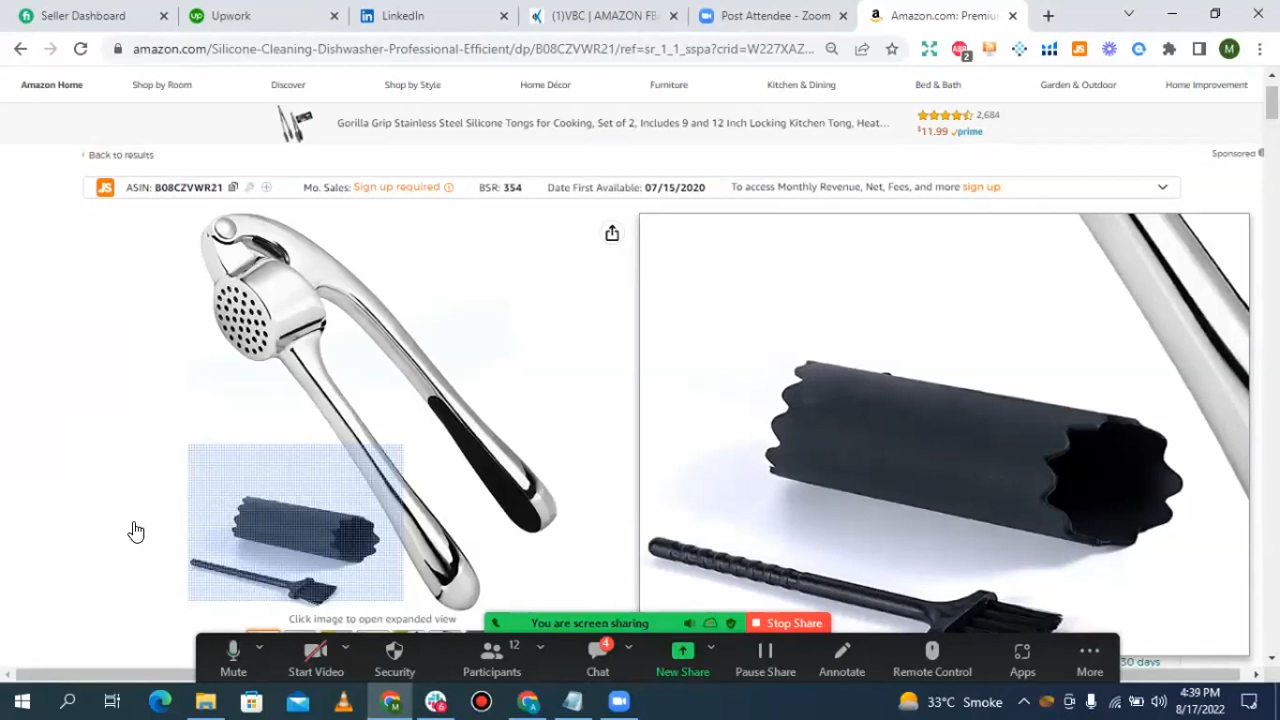 Seller Dashboard
Upwork
LinkedIn
(1)VBC | AMAZON FB
Post Attendee - Zoom
Amazon.com: Premiu
amazon.com/Silicone-Cleaning-Dishwasher-Professional-Efficient/dp/B08CZVWR21/ref=sr_1_1_sspa?crid=W227XAZ...
Amazon Home
Shop by Room
Discover
Shop by Style
Home Décor
Furniture
Kitchen & Dining
Bed & Bath
Garden & Outdoor
Home Improvement
Gorilla Grip Stainless Steel Silicone Tongs for Cooking, Set of 2, Includes 9 and 12 Inch Locking Kitchen Tong, Heat...
2,684
$11.99 prime
Back to results
Sponsored
JS ASIN: B08CZVWR21 Mo. Sales: Sign up required BSR: 354 Date First Available: 07/15/2020 To access Monthly Revenue, Net, Fees, and more sign up.
Click image to open expanded view
You are screen sharing
Stop Share
30 days
12
4
Mute
Start Video
Security
Participants
Chat
New Share
Pause Share
Annotate
Remote Control
Apps
More
33°C Smoke
4:39 PM
8/17/2022